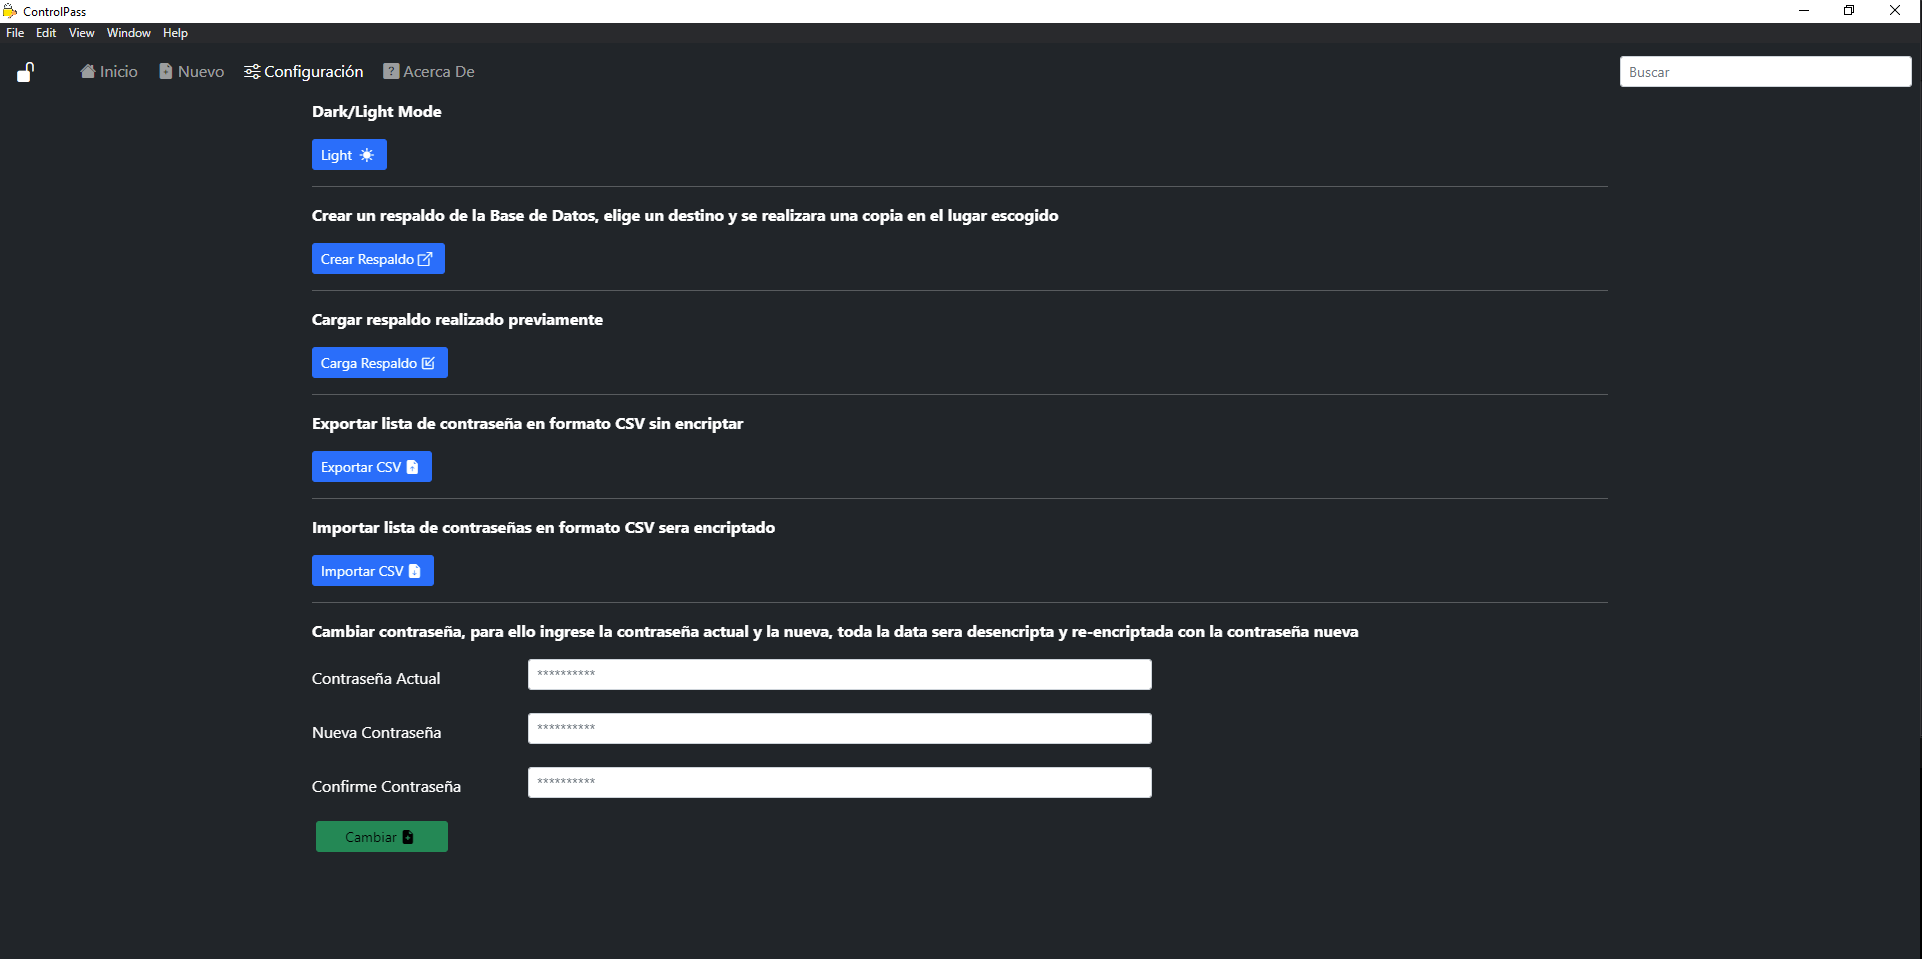 ControlPass
File Edit View Window Help
Inicio Nuevo Configuración Acerca De Buscar
Dark/Light Mode
Light
Crear un respaldo de la Base de Datos, elige un destino y se realizara una copia en el lugar escogido
Crear Respaldo
Cargar respaldo realizado previamente
Carga Respaldo
Exportar lista de contraseña en formato CSV sin encriptar
Exportar CSV
Importar lista de contraseñas en formato CSV sera encriptado
Importar CSV
Cambiar contraseña, para ello ingrese la contraseña actual y la nueva, toda la data sera desencripta y re-encriptada con la contraseña nueva
Contraseña Actual **********
Nueva Contraseña **********
Confirme Contraseña **********
Cambiar